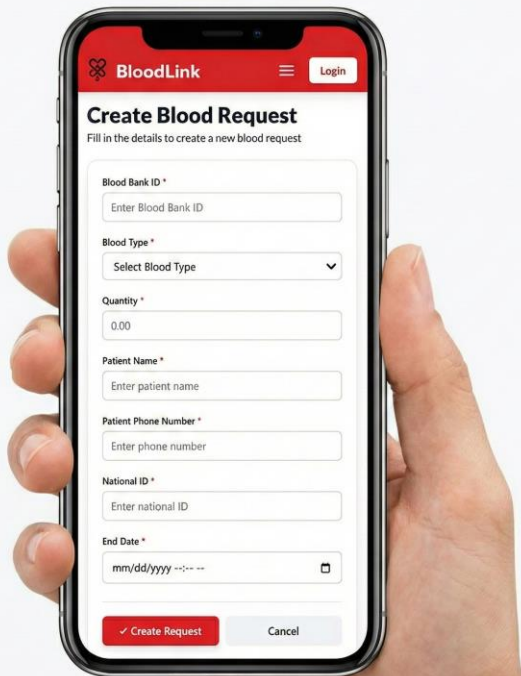 BloodLink
Login
Create Blood Request
Fill in the details to create a new blood request
Blood Bank ID *
Enter Blood Bank ID
Blood Type *
Select Blood Type
Quantity *
0.00
Patient Name *
Enter patient name
Patient Phone Number *
Enter phone number
National ID *
Enter national ID
End Date *
mm/dd/yyyy --:-- --
✓ Create Request
Cancel